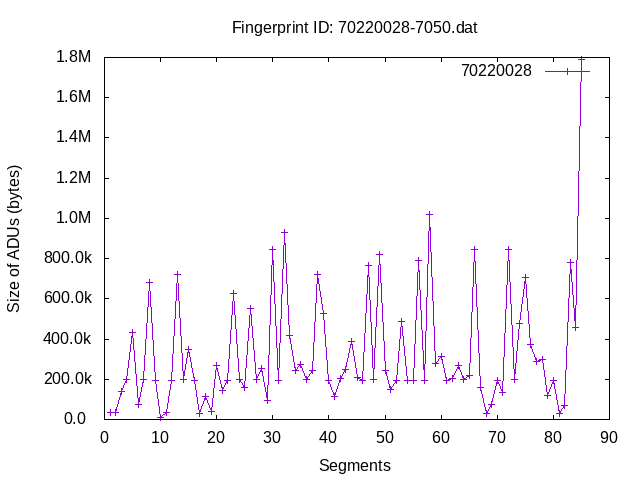 Fingerprint ID: 70220028-7050.dat
70220028
1.8M
1.6M
1.4M
1.2M
1.0M
800.0k
600.0k
400.0k
200.0k
0.0
Size of ADUs (bytes)
0 10 20 30 40 50 60 70 80 90
Segments